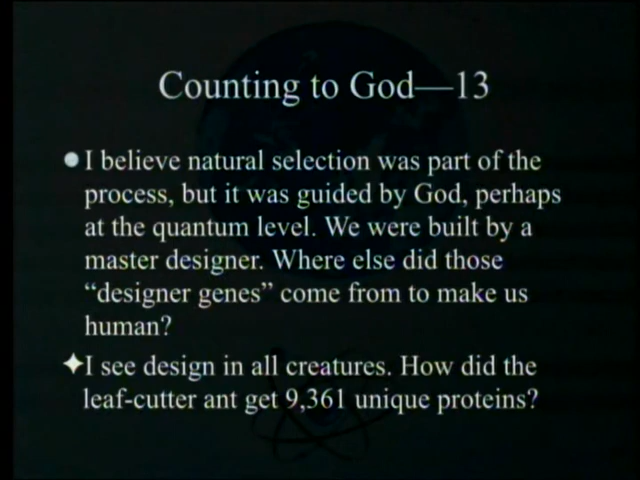 Counting to God—13
I believe natural selection was part of the
process, but it was guided by God, perhaps
at the quantum level. We were built by a
master designer. Where else did those
“designer genes” come from to make us
human?
I see design in all creatures. How did the
leaf-cutter ant get 9,361 unique proteins?